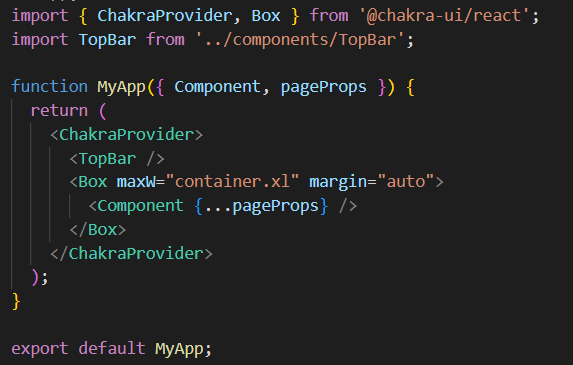 import { ChakraProvider, Box } from '@chakra-ui/react';
import TopBar from '../components/TopBar';

function MyApp({ Component, pageProps }) {
  return (
    <ChakraProvider>
      <TopBar />
      <Box maxW="container.xl" margin="auto">
        <Component {...pageProps} />
      </Box>
    </ChakraProvider>
  );
}

export default MyApp;